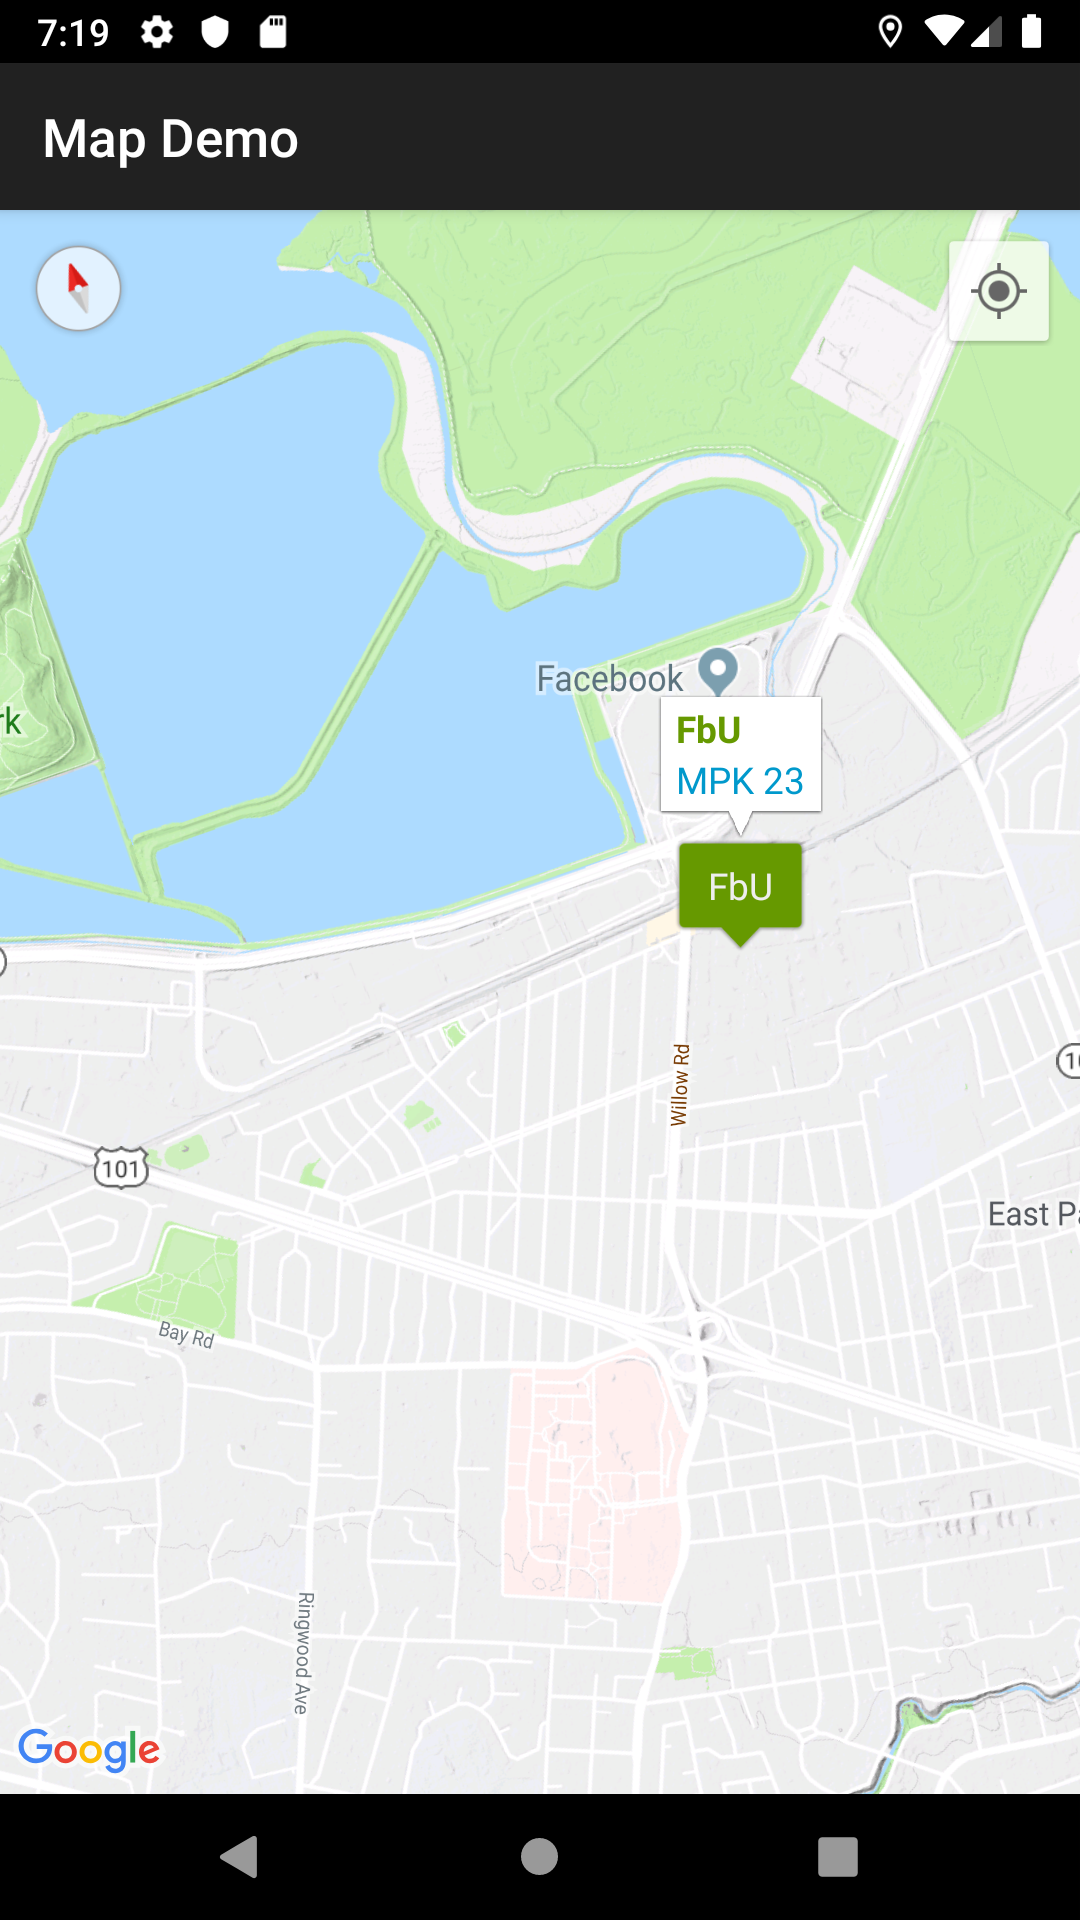 7:19
Map Demo
Facebook
rk
FbU
MPK 23
FbU
Willow Rd
101
East Pa
Bay Rd
Ringwood Ave
Google